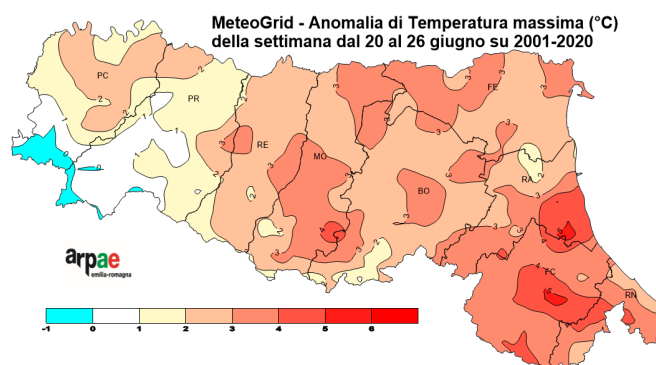 MeteoGrid - Anomalia di Temperatura massima (°C)
della settimana dal 20 al 26 giugno su 2001-2020
PC
PR
RE
MO
BO
FE
RA
FC
RN
arpae
emilia-romagna
-1 0 1 2 3 4 5 6